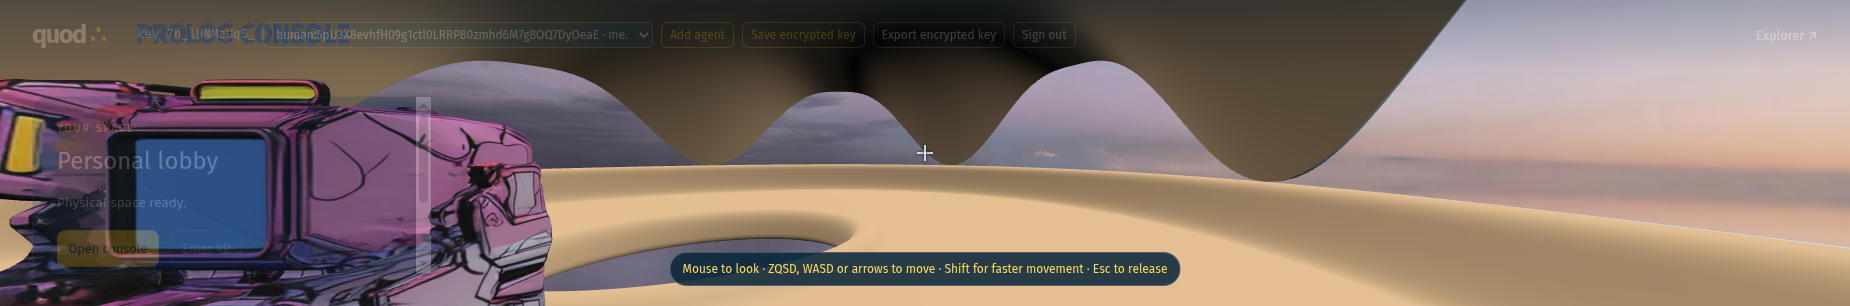 quod
PROLOG CONSOLE
human:5pU3X8evhfH09g1ctl0LRRP80zmhd6M7g8OQ7DyOeaE · me.
Add agent
Save encrypted key
Export encrypted key
Sign out
Explorer ↗
YOUR SPACE
Personal lobby
Physical space ready.
Open console
Enter VR
Mouse to look · ZQSD, WASD or arrows to move · Shift for faster movement · Esc to release